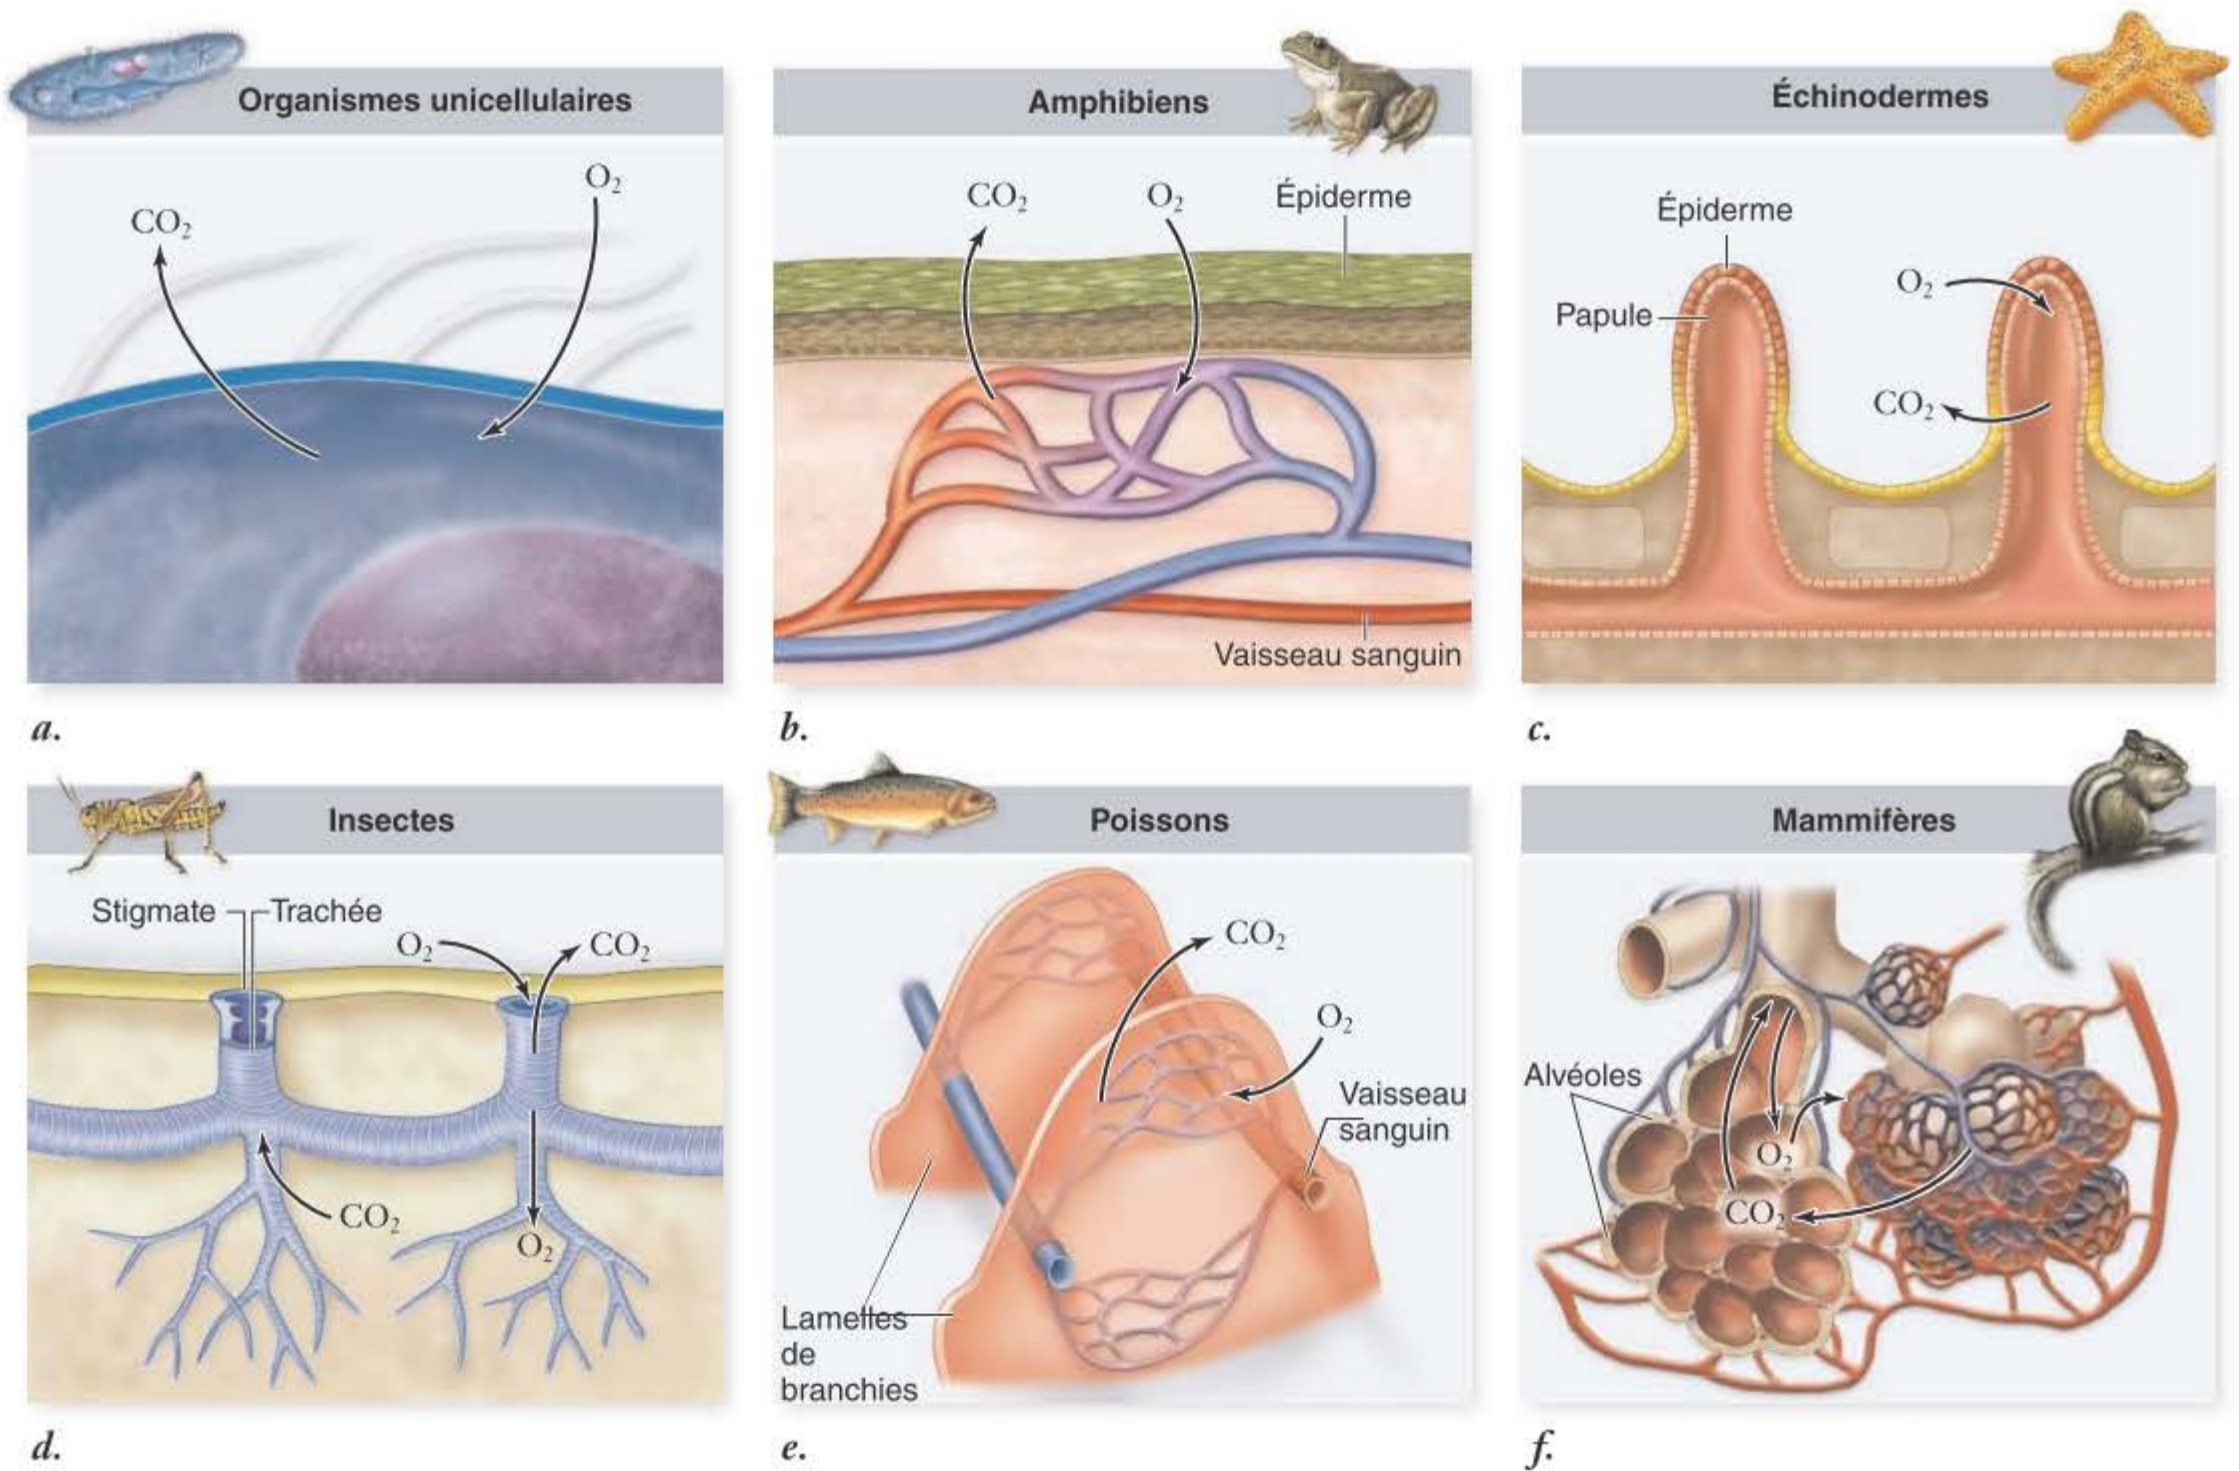 Organismes unicellulaires
O₂
CO₂
a.
Amphibiens
CO₂
O₂
Épiderme
Vaisseau sanguin
b.
Échinodermes
Épiderme
O₂
Papule
CO₂
c.
Insectes
Stigmate
Trachée
O₂
CO₂
CO₂
O₂
d.
Poissons
CO₂
O₂
Vaisseau
sanguin
Lamelles
de
branchies
e.
Mammifères
Alvéoles
O₂
CO₂
f.